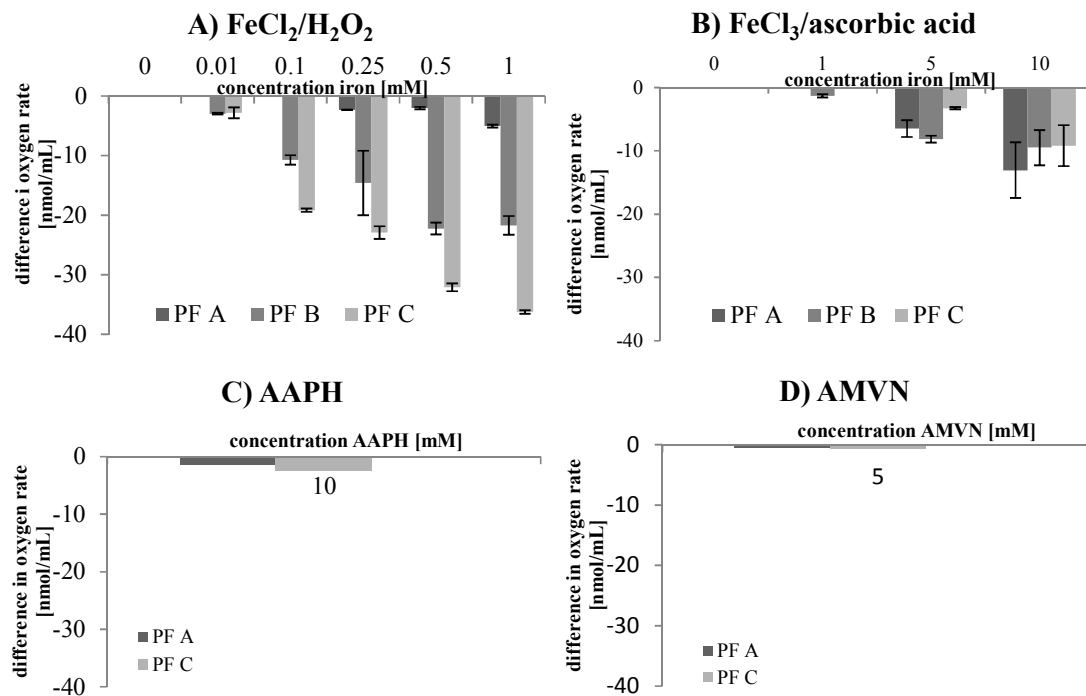 A) FeCl₂/H₂O₂
0 0.01 0.1 0.25 0.5 1
concentration iron [mM]
0
-10
-20
-30
-40
difference i oxygen rate
[nmol/mL]
PF A PF B PF C
B) FeCl₃/ascorbic acid
0 1 5 10
concentration iron [mM]
0
-10
-20
-30
-40
difference i oxygen rate
[nmol/mL]
PF A PF B PF C
C) AAPH
concentration AAPH [mM]
0
-10
-20
-30
-40
10
difference in oxygen rate
[nmol/mL]
PF A
PF C
D) AMVN
concentration AMVN [mM]
0
-10
-20
-30
-40
5
difference in oxygen rate
[nmol/mL]
PF A
PF C